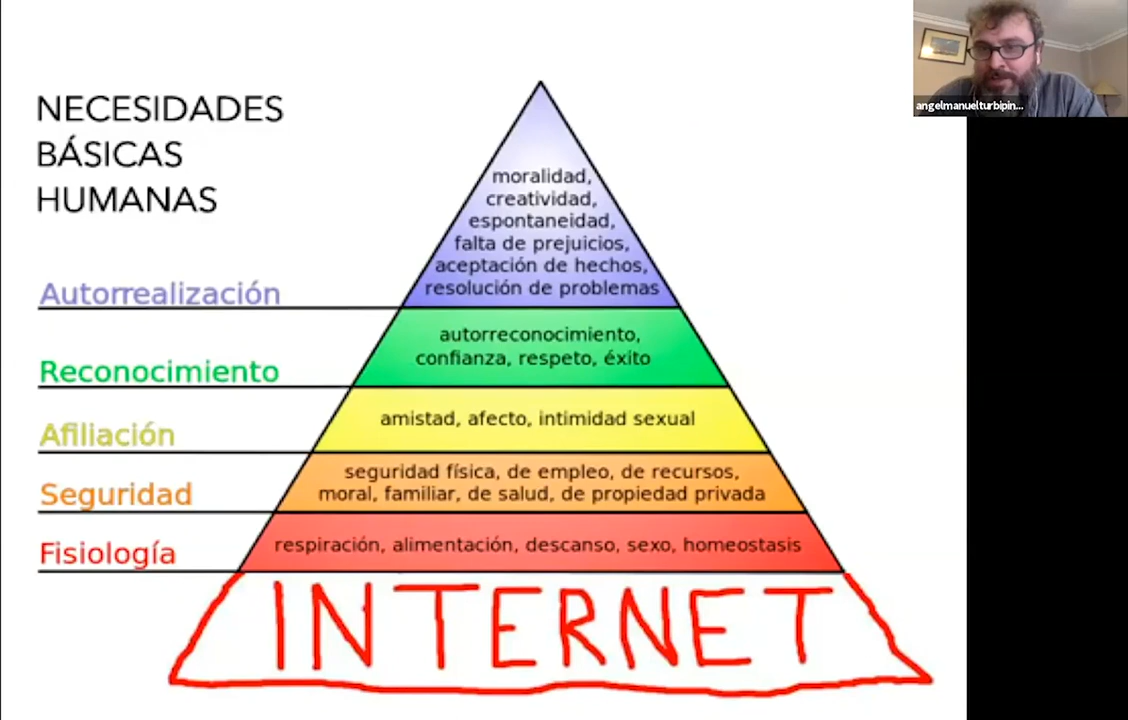 NECESIDADES
BÁSICAS
HUMANAS
angelmanuelturbipin...
moralidad,
creatividad,
espontaneidad,
falta de prejuicios,
aceptación de hechos,
resolución de problemas
Autorrealización
autorreconocimiento,
confianza, respeto, éxito
Reconocimiento
amistad, afecto, intimidad sexual
Afiliación
seguridad física, de empleo, de recursos,
moral, familiar, de salud, de propiedad privada
Seguridad
respiración, alimentación, descanso, sexo, homeostasis
Fisiología
INTERNET